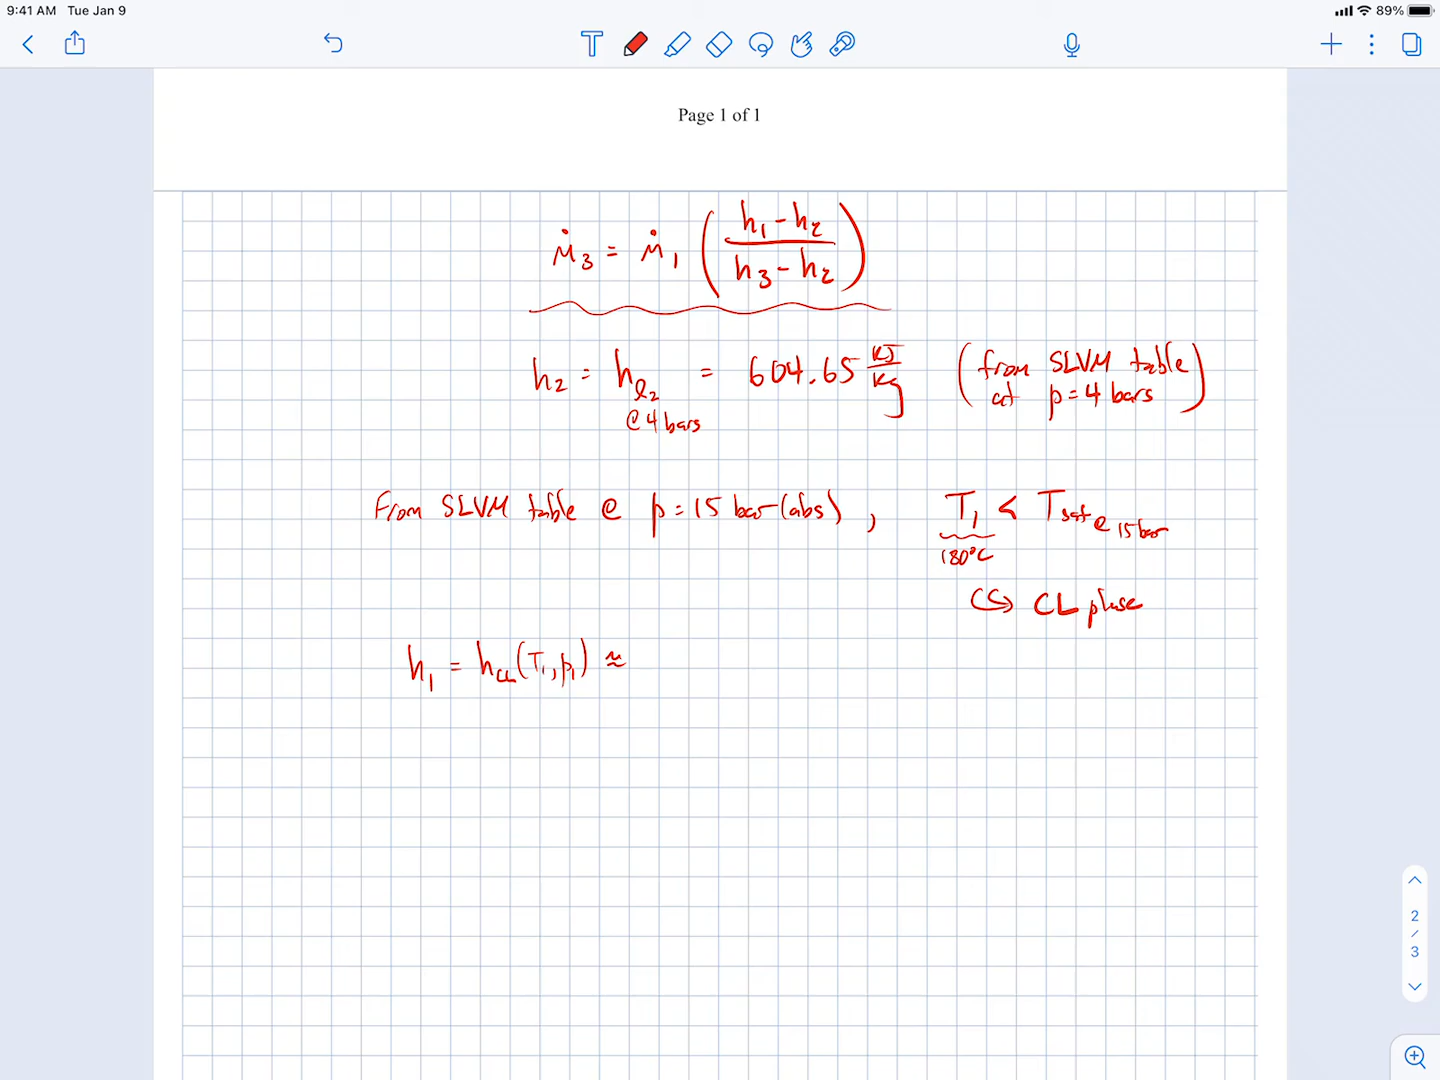 9:41 AM Tue Jan 9
89%
Page 1 of 1
ṁ₃ = ṁ₁ ( (h₁ - h₂) / (h₃ - h₂) )
h₂ = hℓ₂ @ 4 bars = 604.65 kJ/kg (from SLVM table at p = 4 bars)
From SLVM table @ p = 15 bar (abs), T₁ < Tsat @ 15 bar
180°C
↪ CL phase
h₁ = hCL (T₁, p₁) ≈
2
/
3